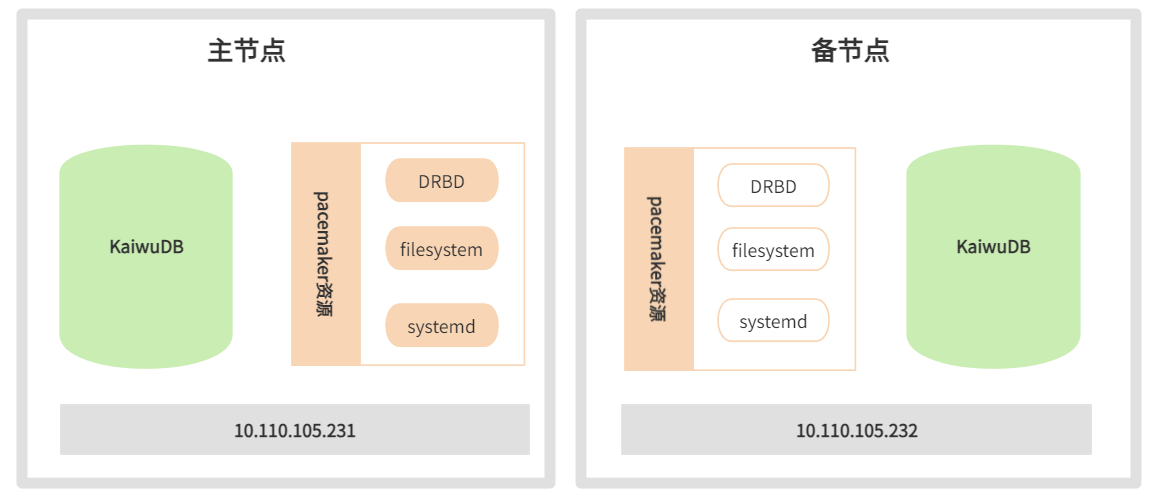 主节点
KaiwuDB
pacemaker资源
DRBD
filesystem
systemd
10.110.105.231
备节点
pacemaker资源
DRBD
filesystem
systemd
KaiwuDB
10.110.105.232